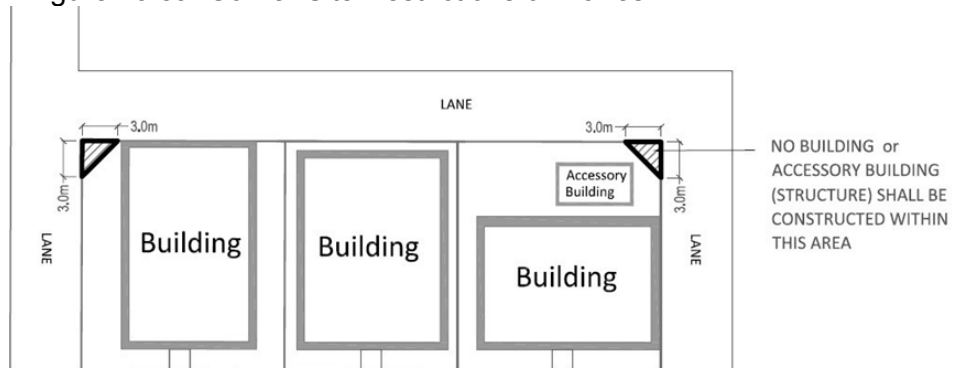 LANE
3.0m
3.0m
NO BUILDING or
ACCESSORY BUILDING
(STRUCTURE) SHALL BE
CONSTRUCTED WITHIN
THIS AREA
3.0m
3.0m
Accessory
Building
LANE
Building
Building
Building
LANE